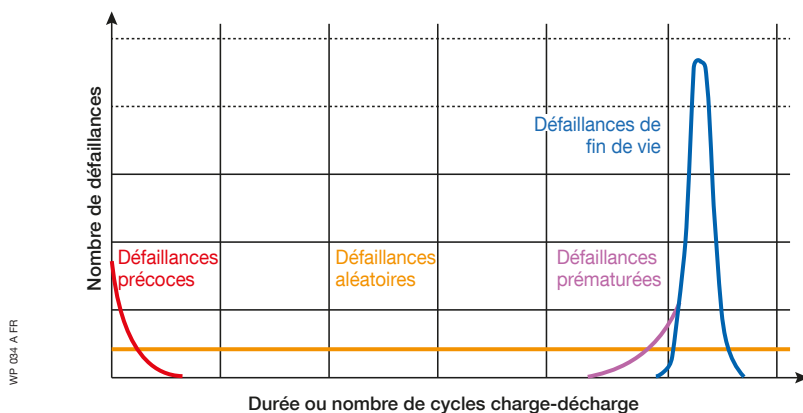 Nombre de défaillances
Défaillances de
fin de vie
Défaillances
précoces
Défaillances
aléatoires
Défaillances
prématurées
WP 034 A FR
Durée ou nombre de cycles charge-décharge